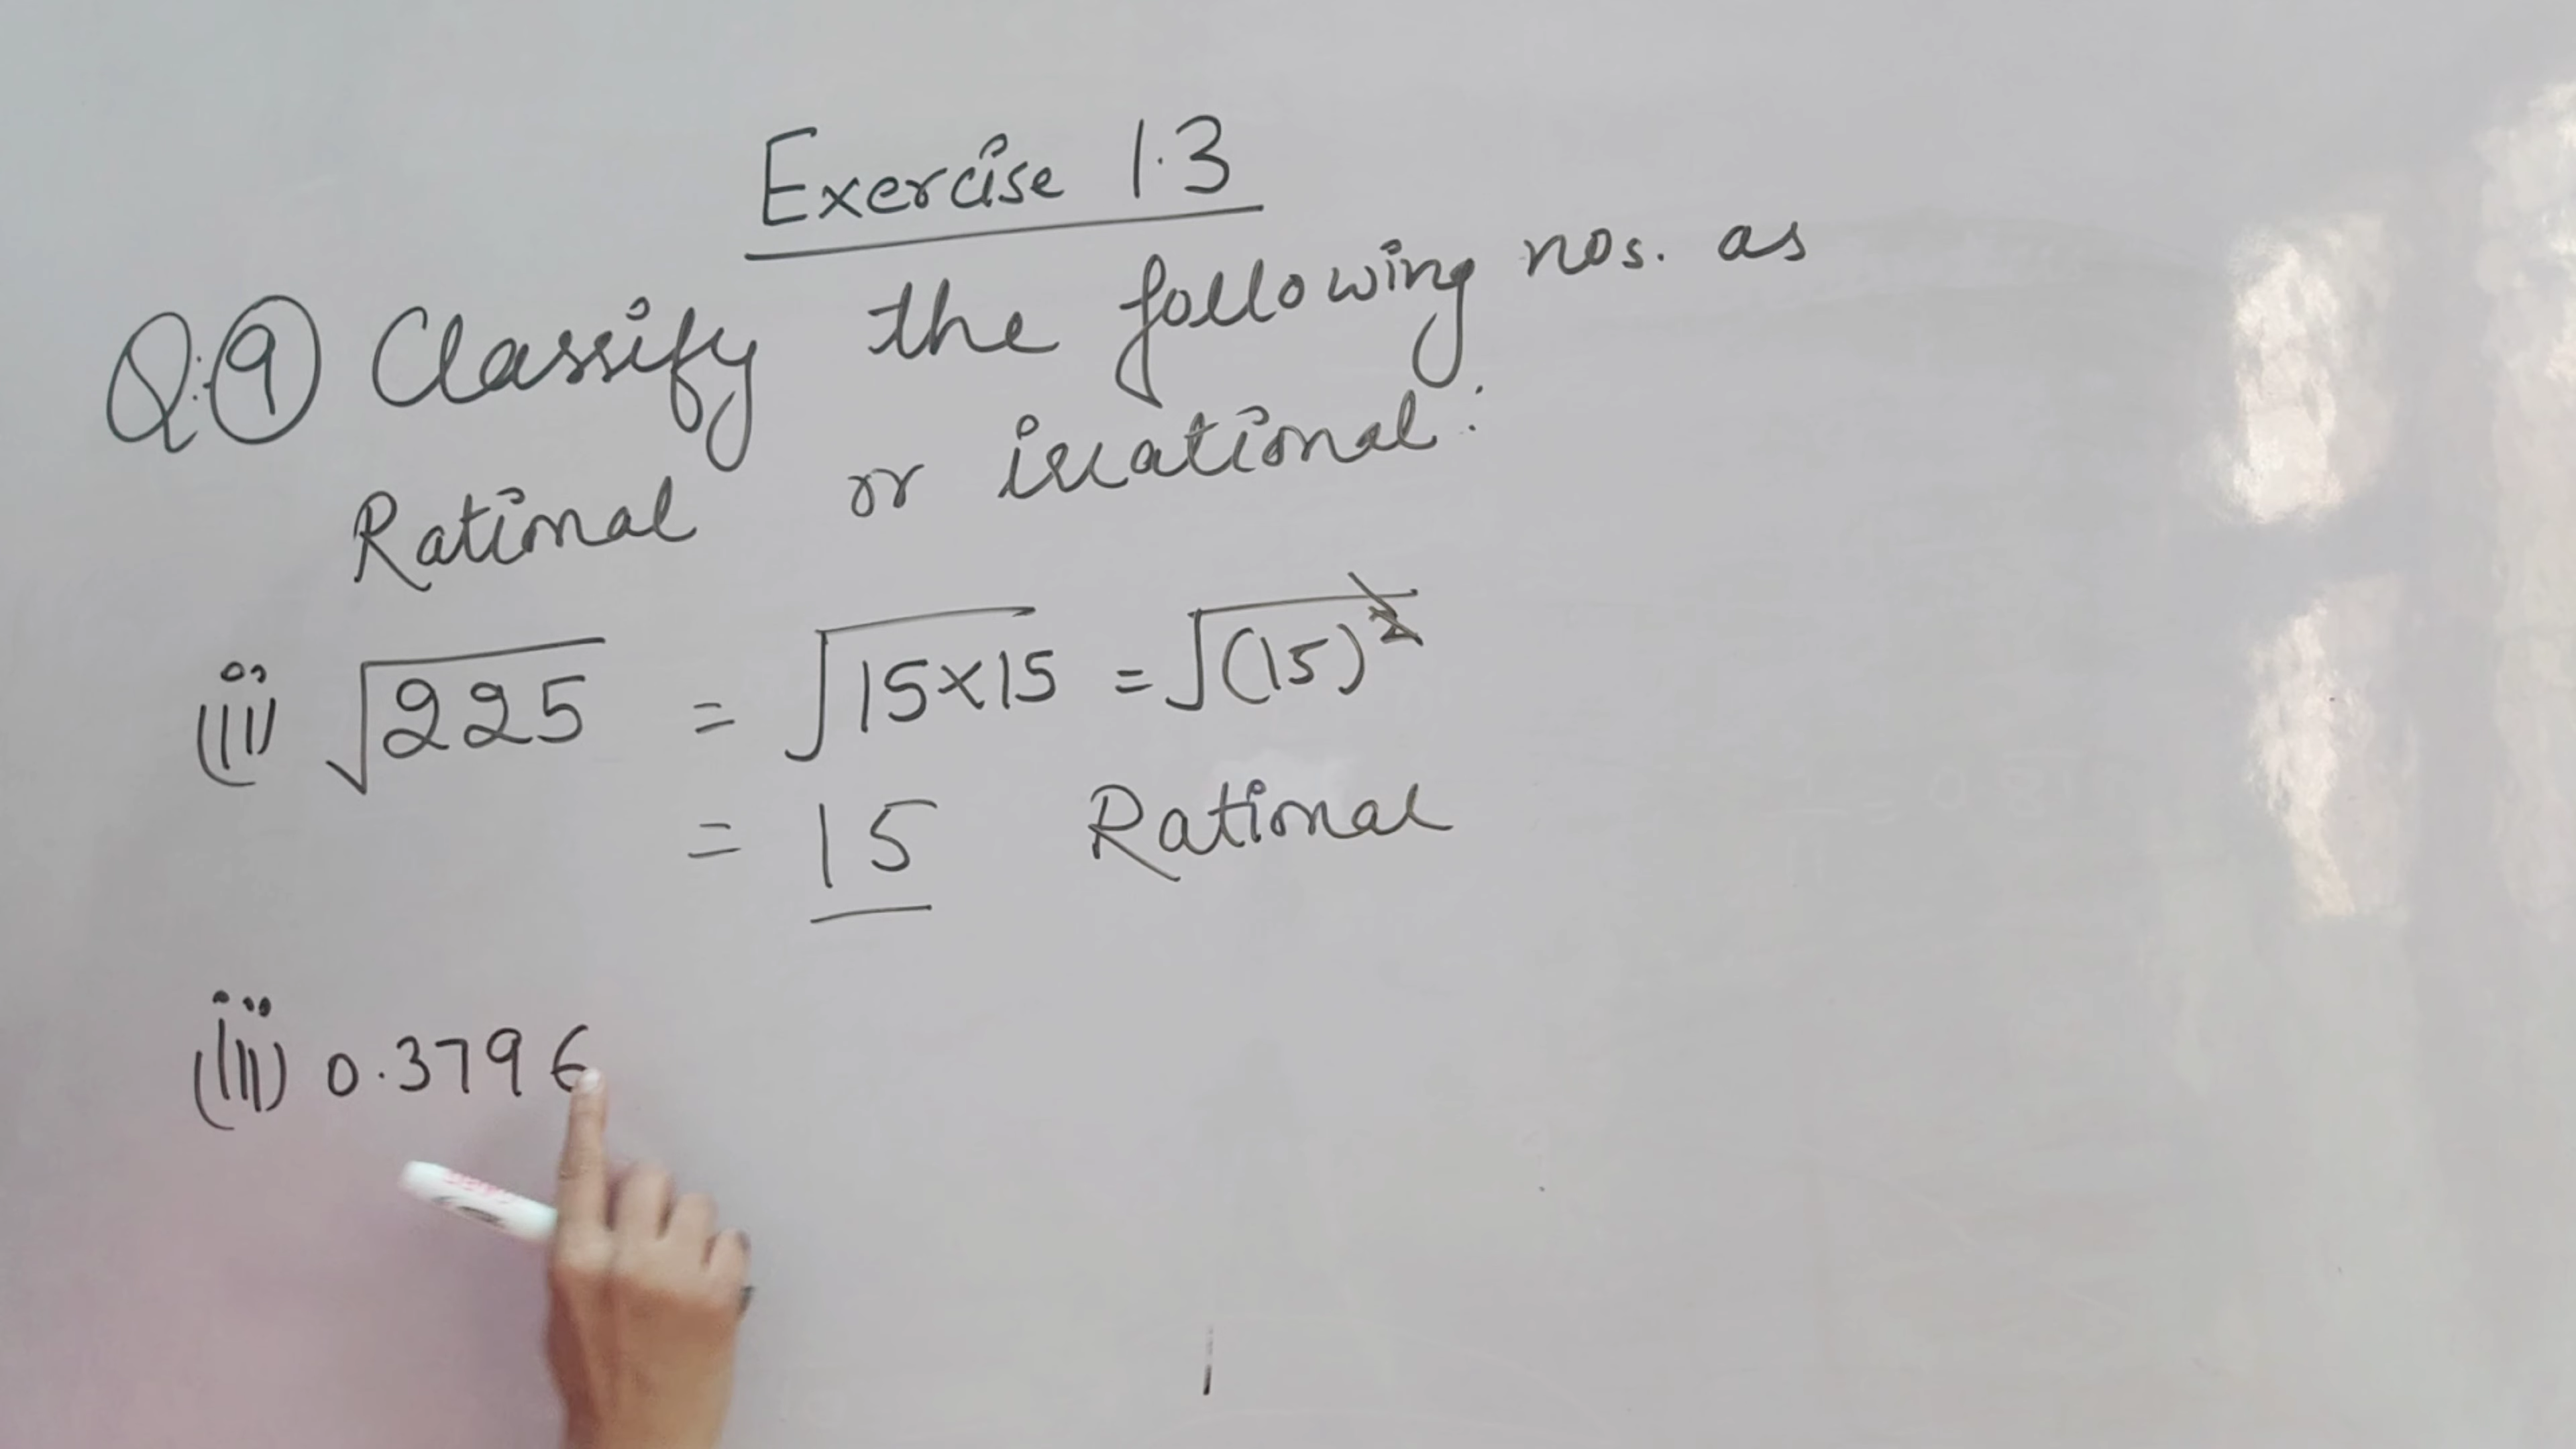 Exercise 1.3
Q.9 Classify the following nos. as
Rational or irrational:
(ii) √225 = √15×15 = √(15)²
= 15 Rational
(iii) 0.3796